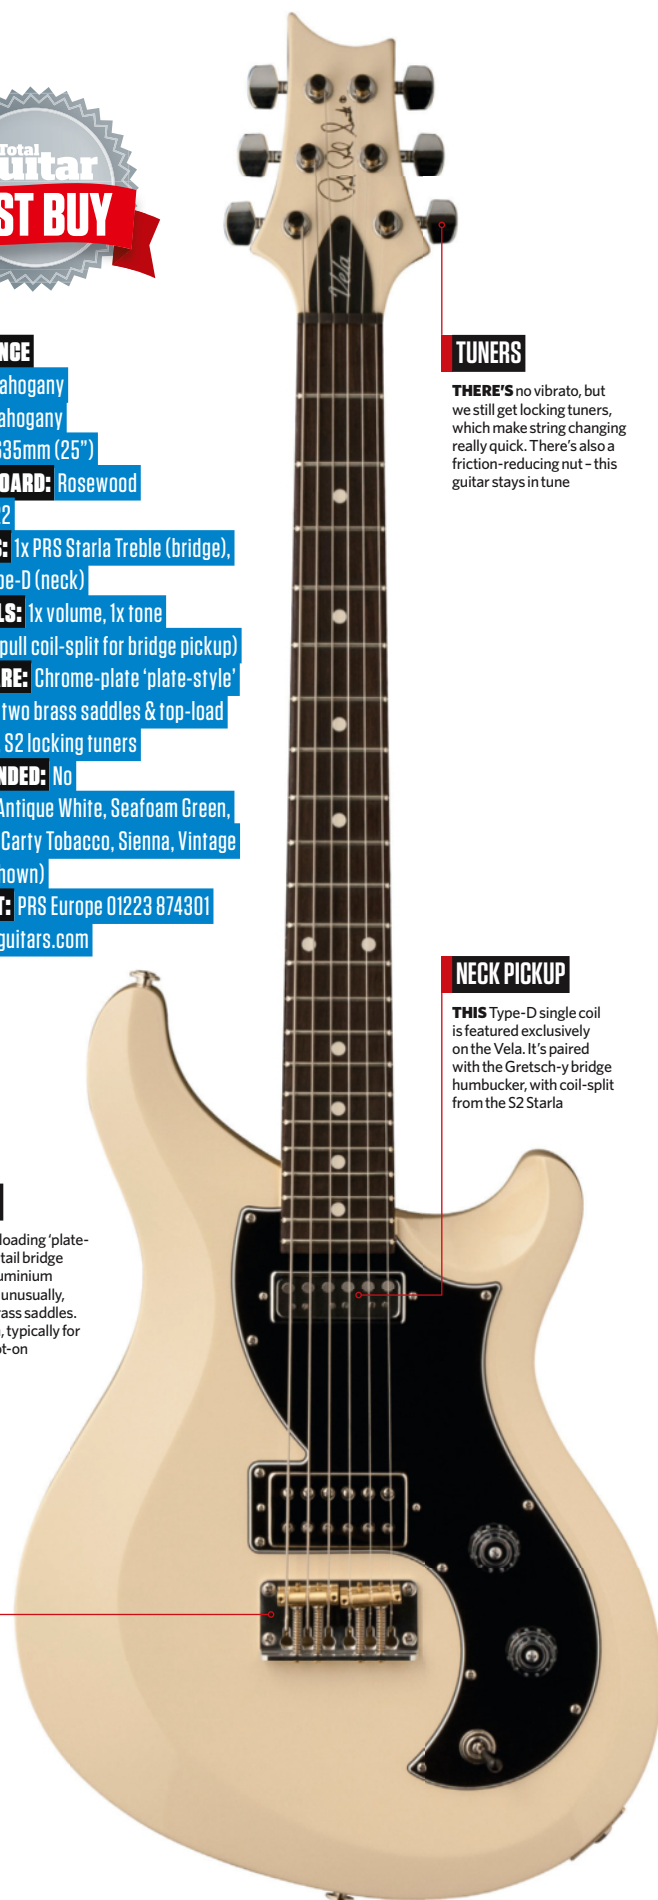 Total
uitar
ST BUY
NCE
ahogany
ahogany
635mm (25”)
OARD: Rosewood
22
S: 1x PRS Starla Treble (bridge),
pe-D (neck)
LS: 1x volume, 1x tone
pull coil-split for bridge pickup)
RE: Chrome-plate ‘plate-style’
two brass saddles & top-load
S2 locking tuners
NDED: No
Antique White, Seafoam Green,
Carty Tobacco, Sienna, Vintage
hown)
T: PRS Europe 01223 874301
guitars.com
Vela
TUNERS
THERE'S no vibrato, but
we still get locking tuners,
which make string changing
really quick. There's also a
friction-reducing nut – this
guitar stays in tune
NECK PICKUP
THIS Type-D single coil
is featured exclusively
on the Vela. It's paired
with the Gretsch-y bridge
humbucker, with coil-split
from the S2 Starla
loading ‘plate-
tail bridge
uminium
unusually,
rass saddles.
, typically for
ot-on